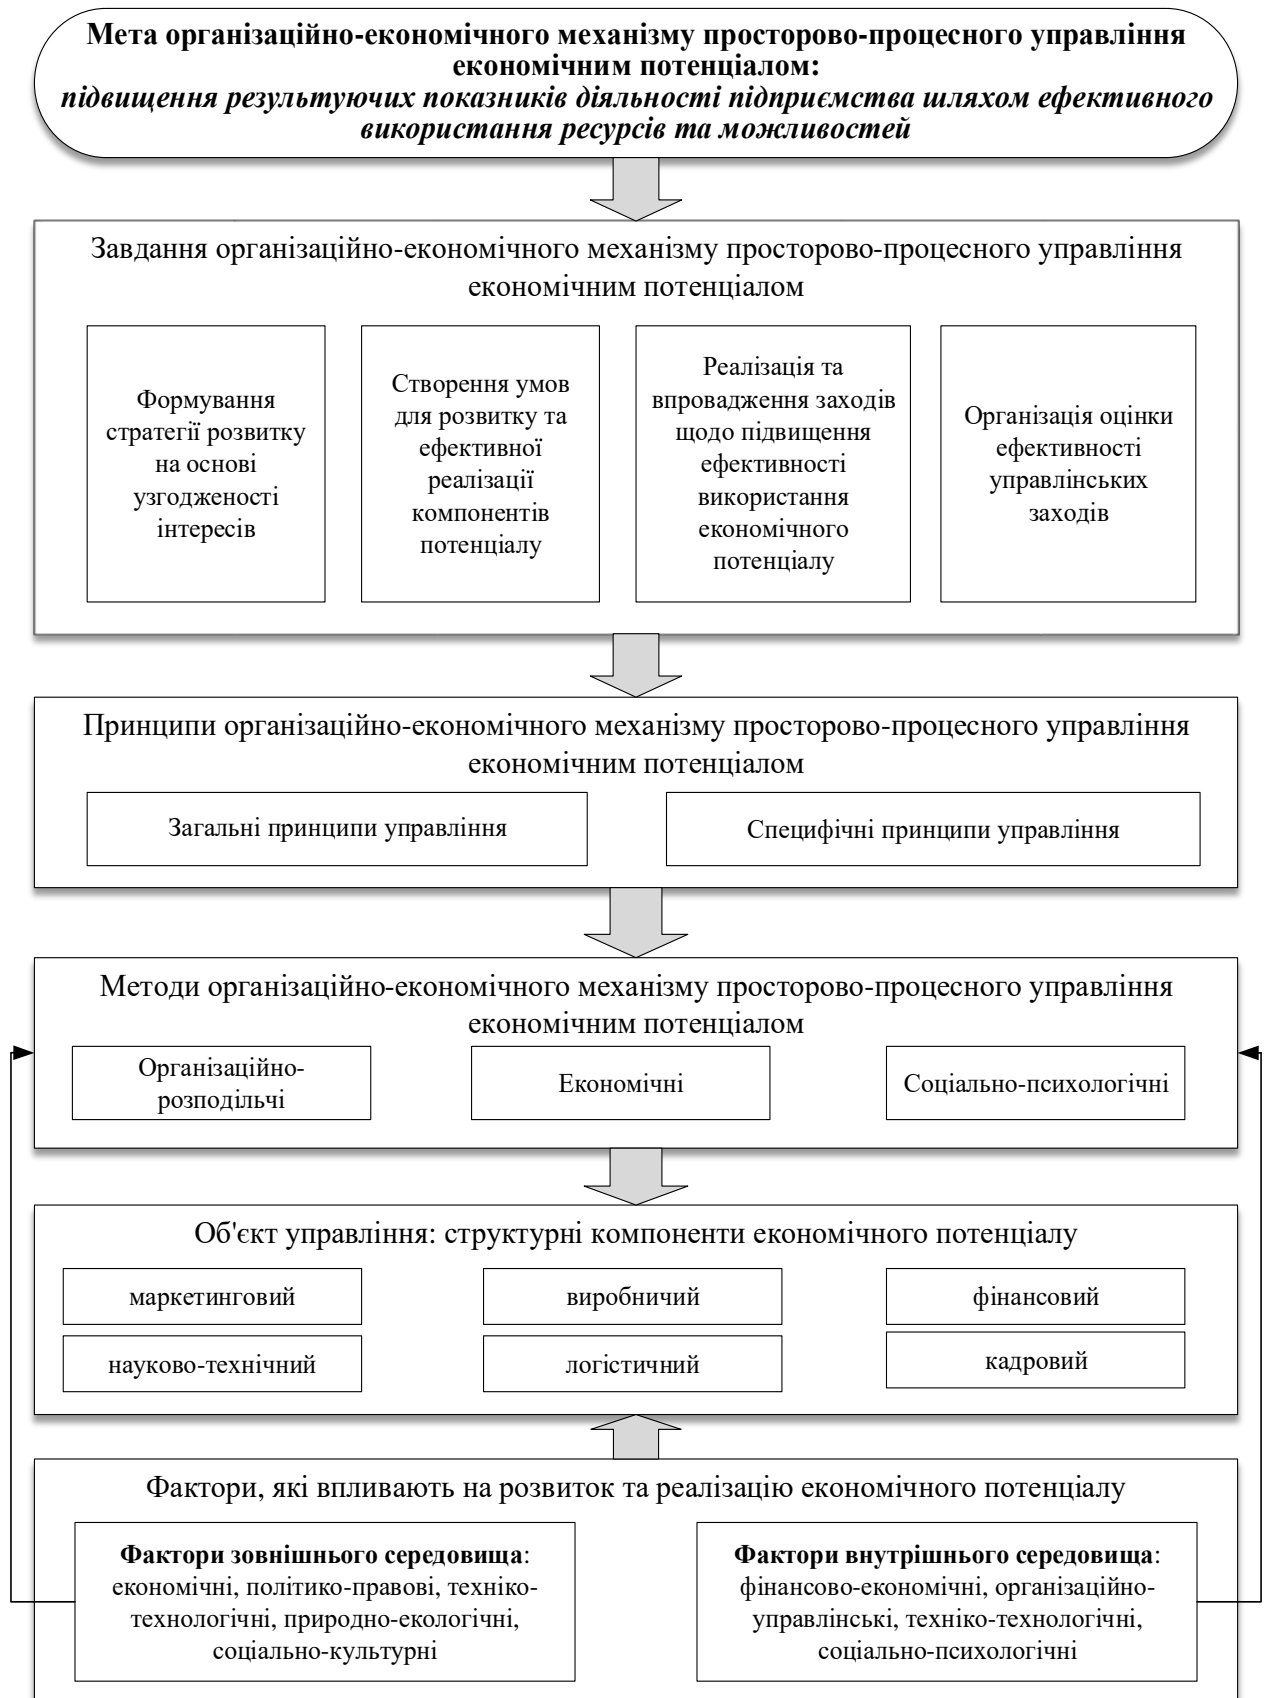 Мета організаційно-економічного механізму просторово-процесного управління
економічним потенціалом:
підвищення результуючих показників діяльності підприємства шляхом ефективного
використання ресурсів та можливостей
Завдання організаційно-економічного механізму просторово-процесного управління
економічним потенціалом
Формування
стратегії розвитку
на основі
узгодженості
інтересів
Створення умов
для розвитку та
ефективної
реалізації
компонентів
потенціалу
Реалізація та
впровадження заходів
щодо підвищення
ефективності
використання
економічного
потенціалу
Організація оцінки
ефективності
управлінських
заходів
Принципи організаційно-економічного механізму просторово-процесного управління
економічним потенціалом
Загальні принципи управління
Специфічні принципи управління
Методи організаційно-економічного механізму просторово-процесного управління
економічним потенціалом
Організаційно-
розподільчі
Економічні
Соціально-психологічні
Об'єкт управління: структурні компоненти економічного потенціалу
маркетинговий
виробничий
фінансовий
науково-технічний
логістичний
кадровий
Фактори, які впливають на розвиток та реалізацію економічного потенціалу
Фактори зовнішнього середовища:
економічні, політико-правові, техніко-
технологічні, природно-екологічні,
соціально-культурні
Фактори внутрішнього середовища:
фінансово-економічні, організаційно-
управлінські, техніко-технологічні,
соціально-психологічні